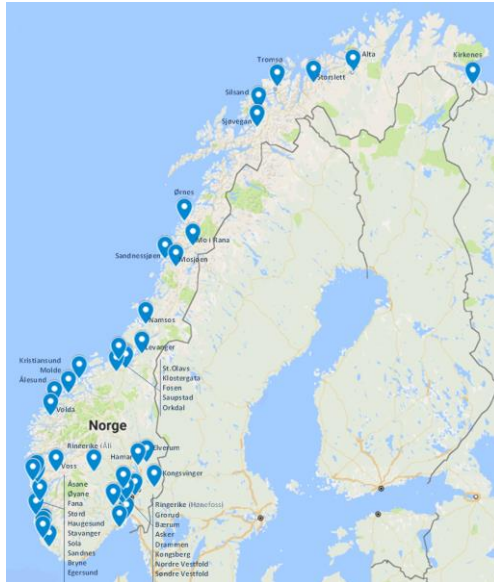 Alta
Kirkenes
Tromsø
Storslett
Silsand
Sjøvegan
Ørnes
Mo i Rana
Sandnessjøen
Mosjøen
Namsos
Levanger
Kristiansund
Molde
Ålesund
St.Olavs
Klostergata
Fosen
Saupstad
Orkdal
Volda
Norge
Ringerike (Ål)
Voss
Hamar
Elverum
Kongsvinger
Åsane
Øyane
Fana
Stord
Haugesund
Stavanger
Sola
Sandnes
Bryne
Egersund
Ringerike (Hønefoss)
Grorud
Bærum
Asker
Drammen
Kongsberg
Nordre Vestfold
Søndre Vestfold